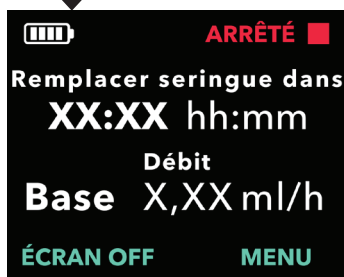 ARRÊTÉ
Remplacer seringue dans
XX:XX hh:mm
Débit
Base X,XX ml/h
ÉCRAN OFF MENU